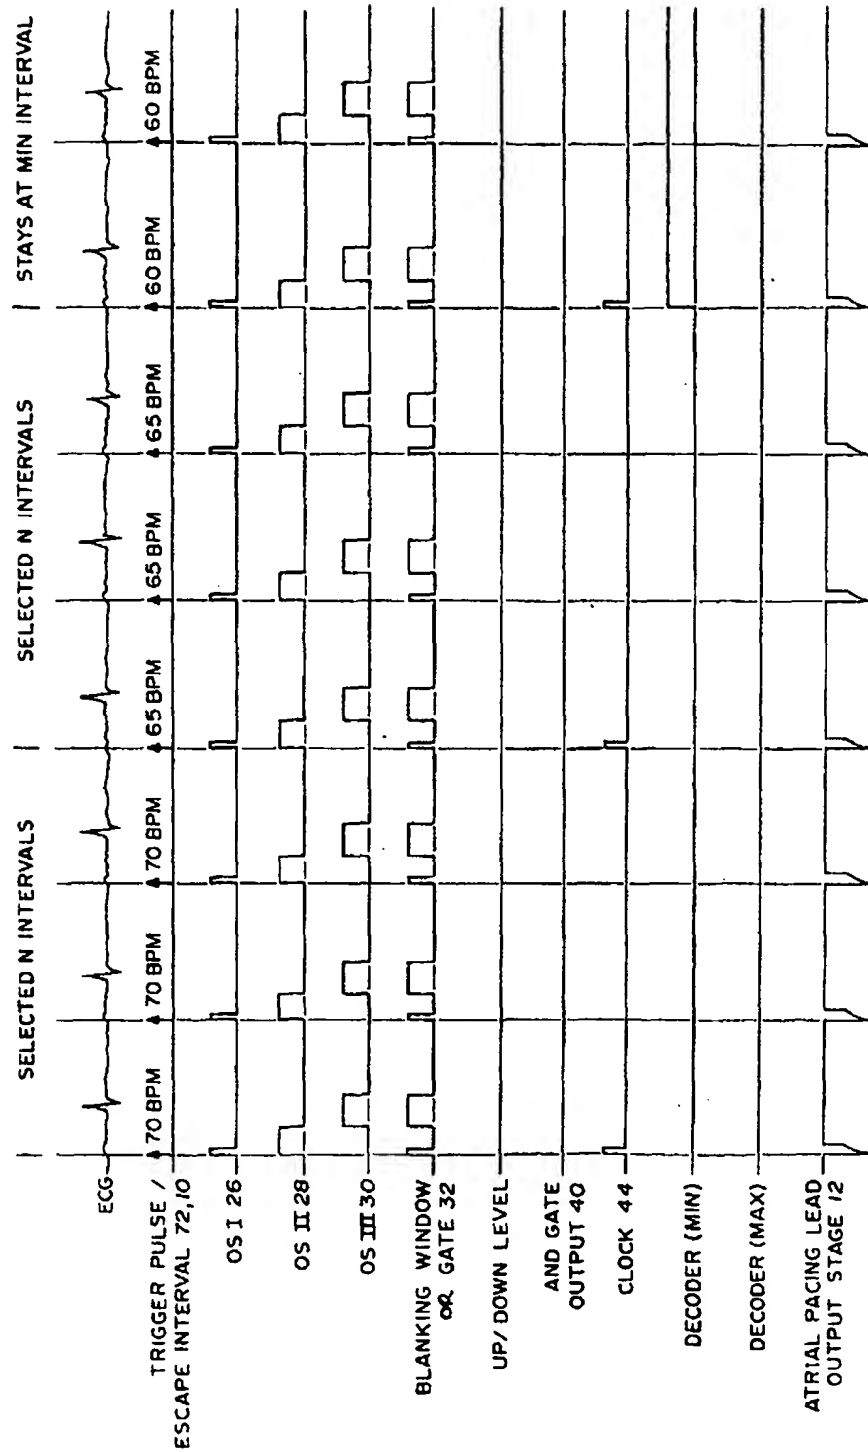 SELECTED N INTERVALS
SELECTED N INTERVALS
STAYS AT MIN INTERVAL
ECG
TRIGGER PULSE /
ESCAPE INTERVAL 72,10
70 BPM
70 BPM
70 BPM
65 BPM
65 BPM
65 BPM
60 BPM
60 BPM
OS I 26
OS II 28
OS III 30
BLANKING WINDOW
OR GATE 32
UP/DOWN LEVEL
AND GATE
OUTPUT 40
CLOCK 44
DECODER (MIN)
DECODER (MAX)
ATRIAL PACING LEAD
OUTPUT STAGE 12